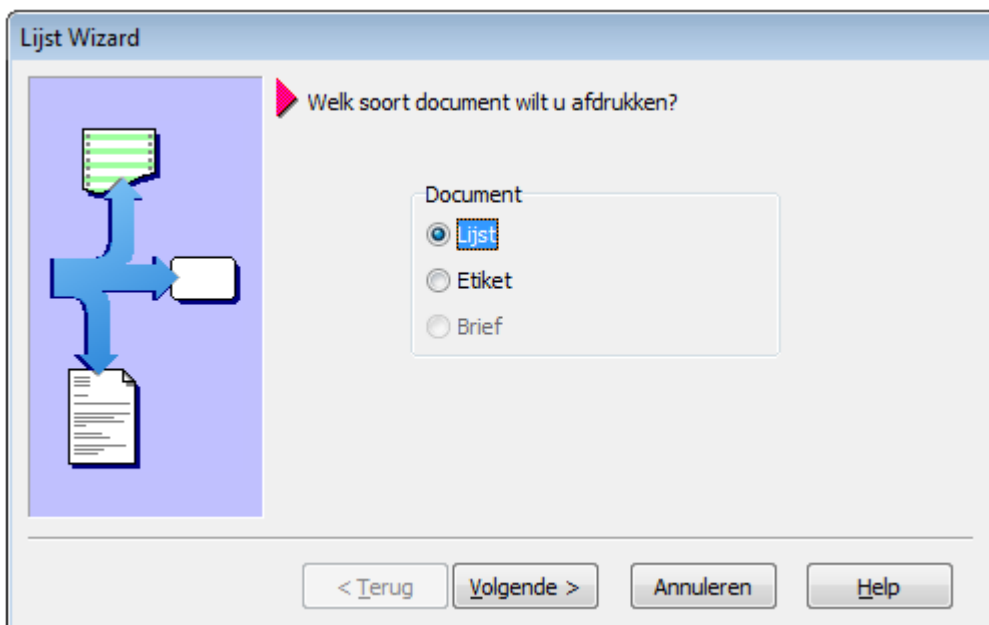 Lijst Wizard
Welk soort document wilt u afdrukken?
Document
Lijst
Etiket
Brief
< Terug Volgende > Annuleren Help